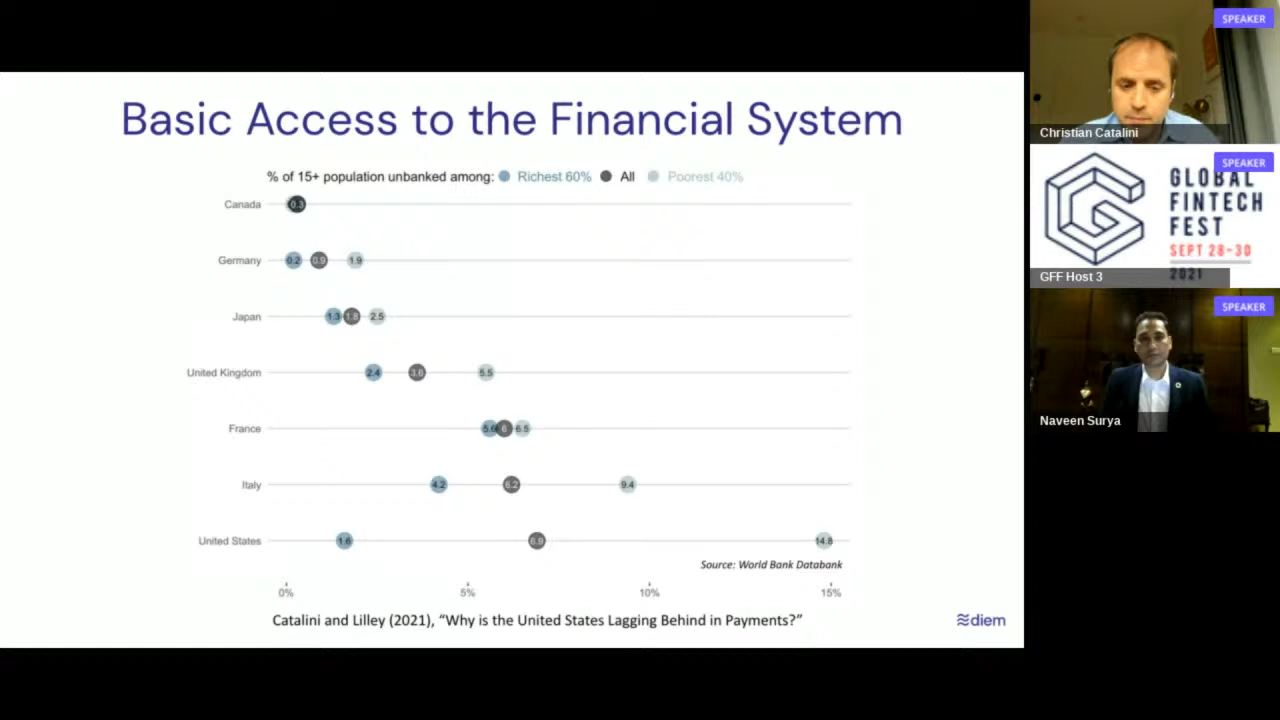 Basic Access to the Financial System
% of 15+ population unbanked among: Richest 60% All Poorest 40%
Canada 0.3
Germany 0.2 0.9 1.9
Japan 1.3 1.8 2.5
United Kingdom 2.4 3.6 5.5
France 5.6 6 6.5
Italy 4.2 6.2 9.4
United States 1.6 6.9 14.8
Source: World Bank Databank
0% 5% 10% 15%
Catalini and Lilley (2021), “Why is the United States Lagging Behind in Payments?”
diem
SPEAKER
Christian Catalini
SPEAKER
GLOBAL
FINTECH
FEST
SEPT 28-30
2021
GFF Host 3
SPEAKER
Naveen Surya